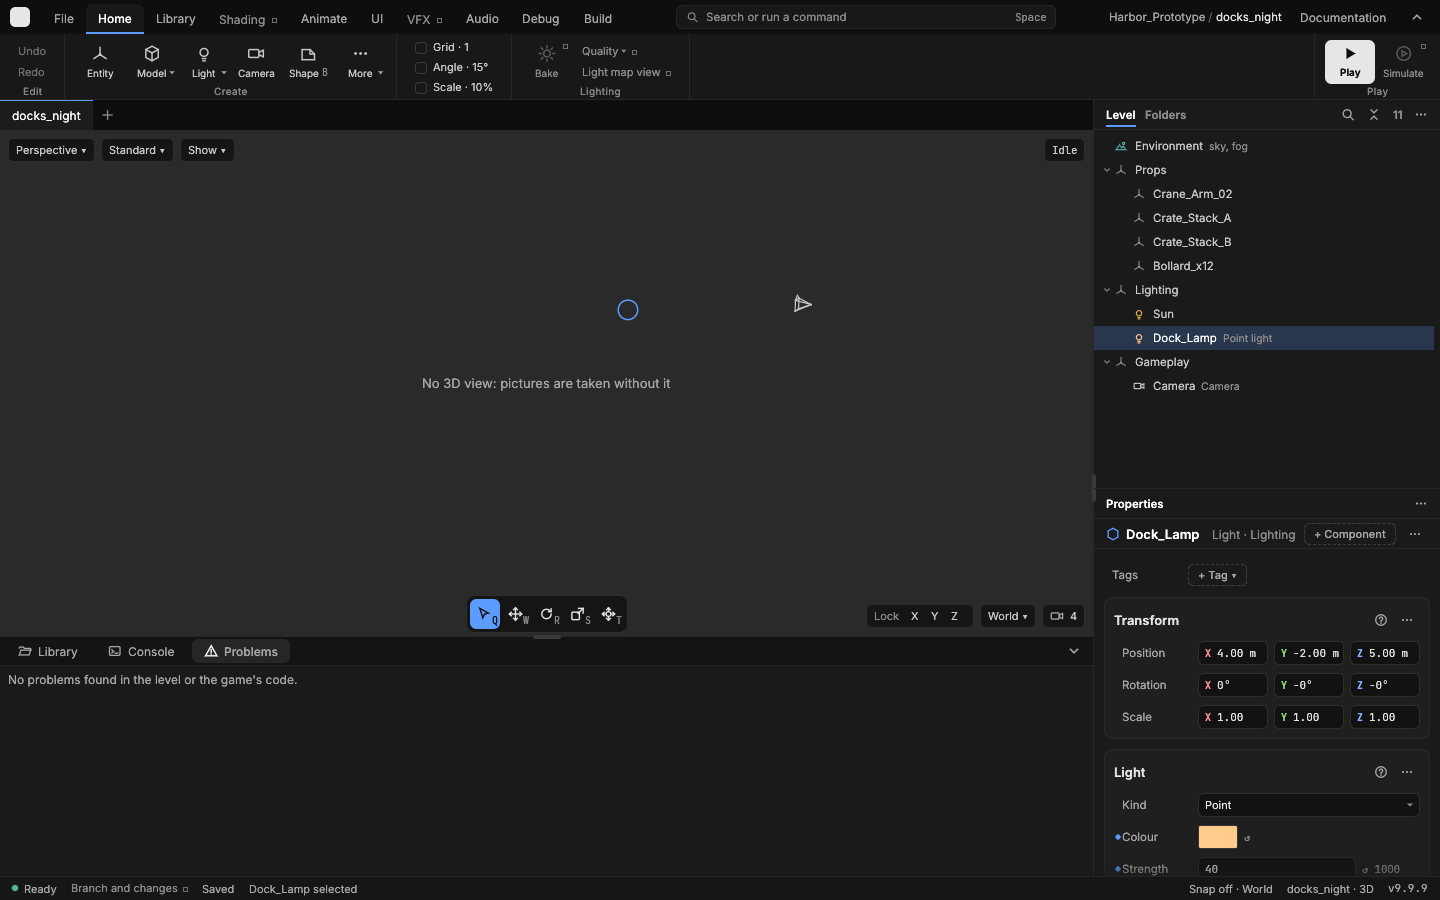 File Home Library Shading Animate UI VFX Audio Debug Build Search or run a command Space Harbor_Prototype / docks_night Documentation
Undo
Redo
Edit
Entity Model Light Camera Shape B More
Create
Grid · 1
Angle · 15°
Scale · 10%
Bake
Quality
Light map view
Lighting
Play Simulate
Play
docks_night
Perspective Standard Show Idle
No 3D view: pictures are taken without it
Q W R S T
Lock X Y Z World 4
Level Folders 11
Environment sky, fog
Props
Crane_Arm_02
Crate_Stack_A
Crate_Stack_B
Bollard_x12
Lighting
Sun
Dock_Lamp Point light
Gameplay
Camera Camera
Properties
Dock_Lamp Light · Lighting + Component
Tags + Tag
Transform
Position X 4.00 m Y -2.00 m Z 5.00 m
Rotation X 0° Y -0° Z -0°
Scale X 1.00 Y 1.00 Z 1.00
Light
Kind Point
Colour
Strength 40 1000
Library Console Problems
No problems found in the level or the game's code.
Ready Branch and changes Saved Dock_Lamp selected Snap off · World docks_night · 3D v9.9.9